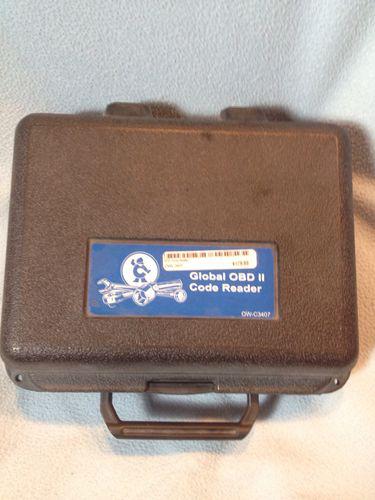 Global OBD II
Code Reader
OW-C3407